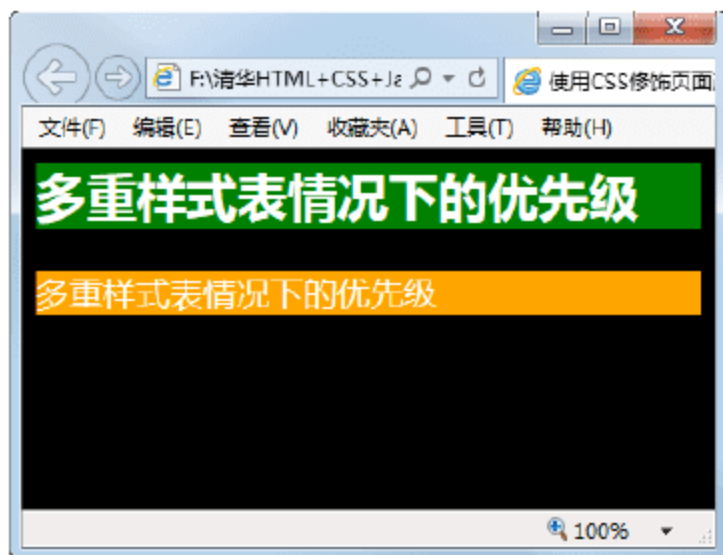 F:\清华HTML+CSS+Ja
使用CSS修饰页面
文件(F) 编辑(E) 查看(V) 收藏夹(A) 工具(T) 帮助(H)
多重样式表情况下的优先级
多重样式表情况下的优先级
100%